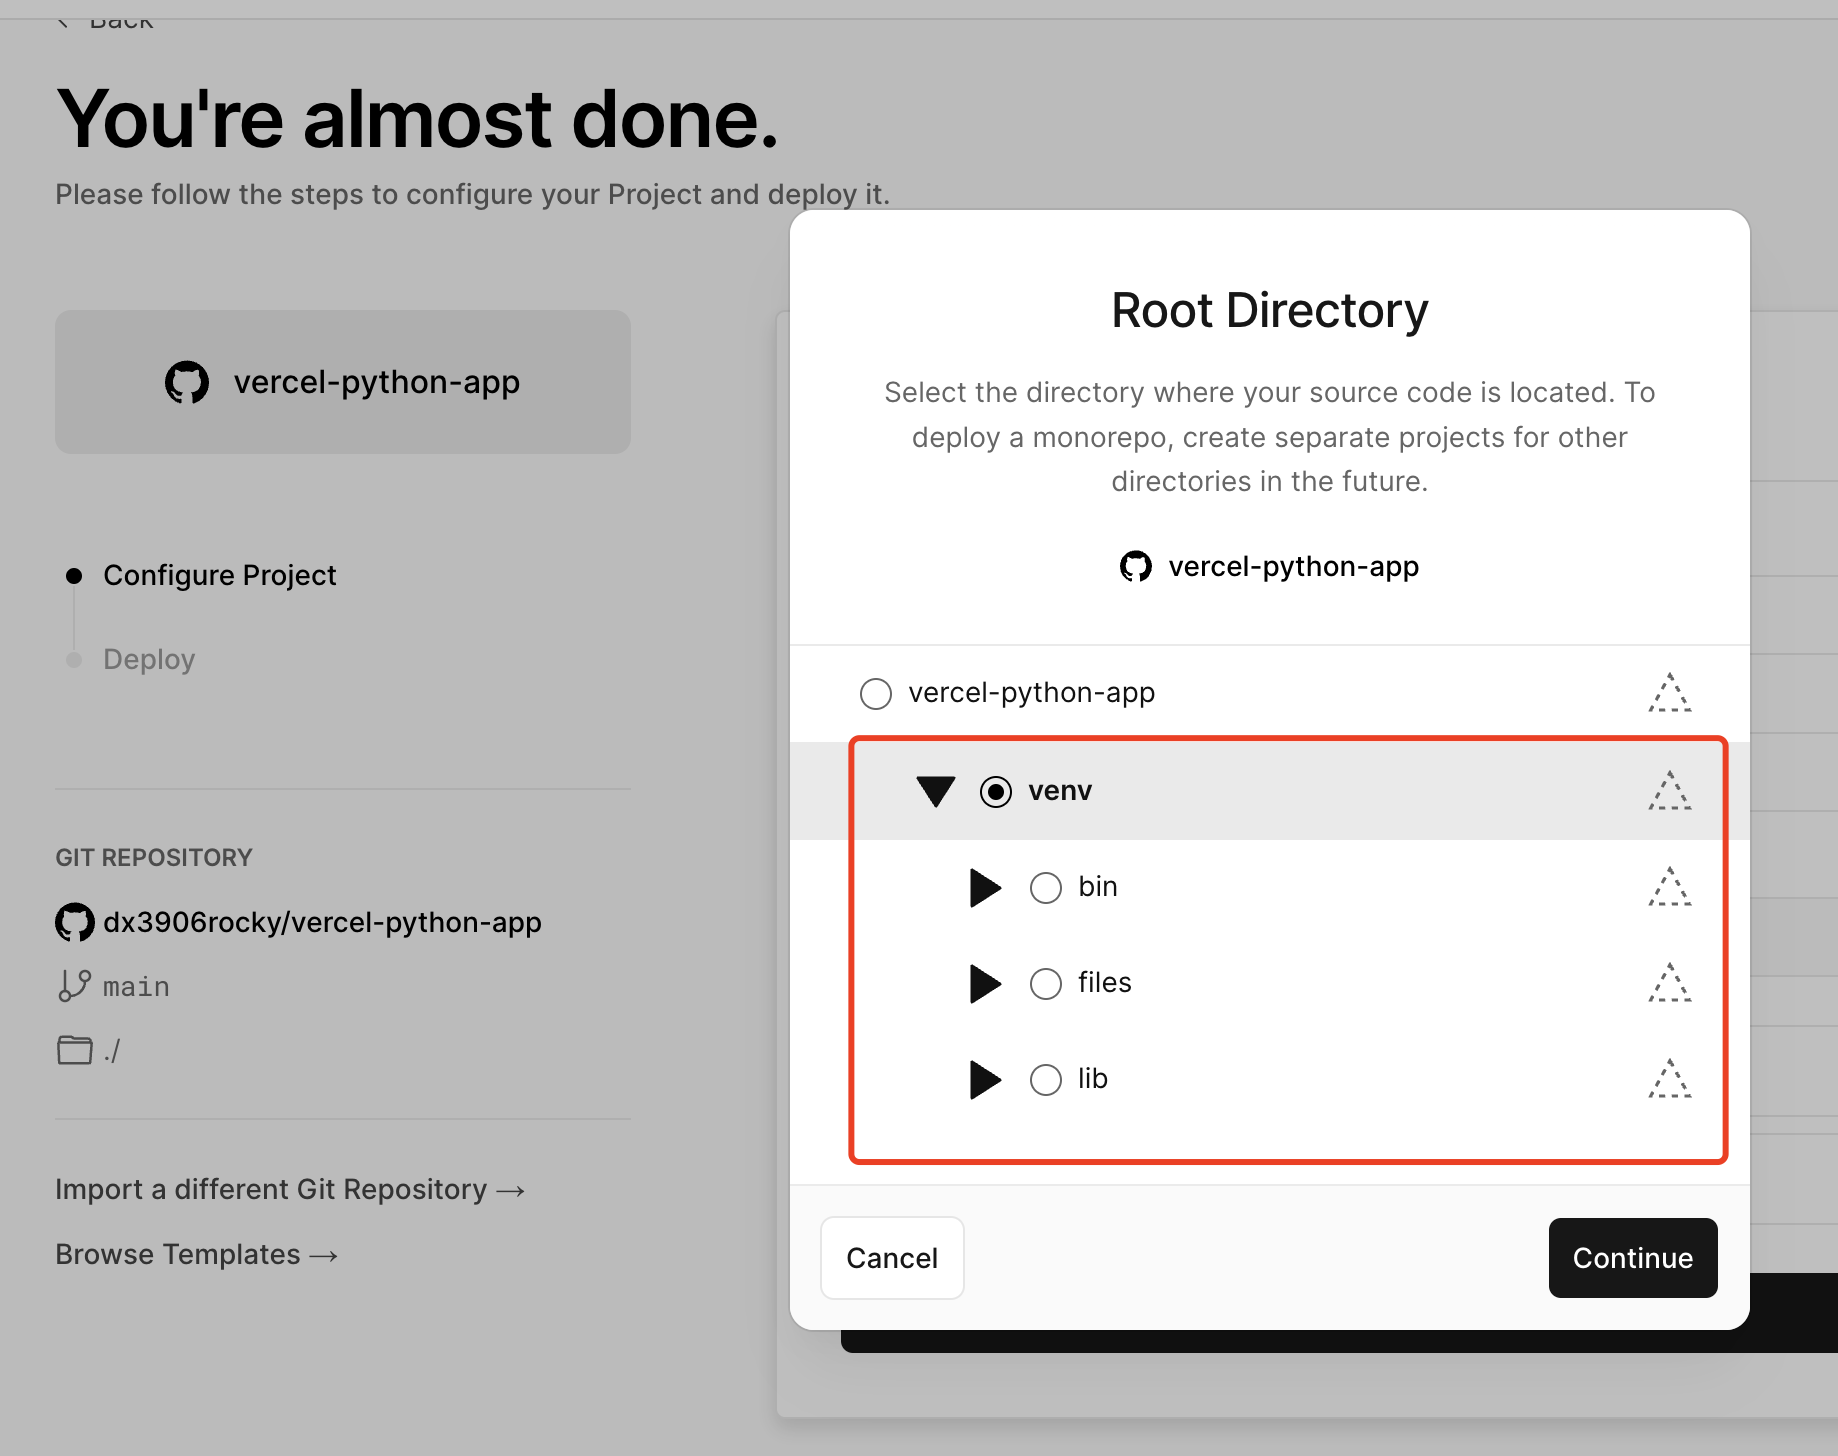 Back
You're almost done.
Please follow the steps to configure your Project and deploy it.
vercel-python-app
Configure Project
Deploy
GIT REPOSITORY
dx3906rocky/vercel-python-app
main
./
Import a different Git Repository →
Browse Templates →
Root Directory
Select the directory where your source code is located. To
deploy a monorepo, create separate projects for other
directories in the future.
vercel-python-app
vercel-python-app
venv
bin
files
lib
Cancel
Continue